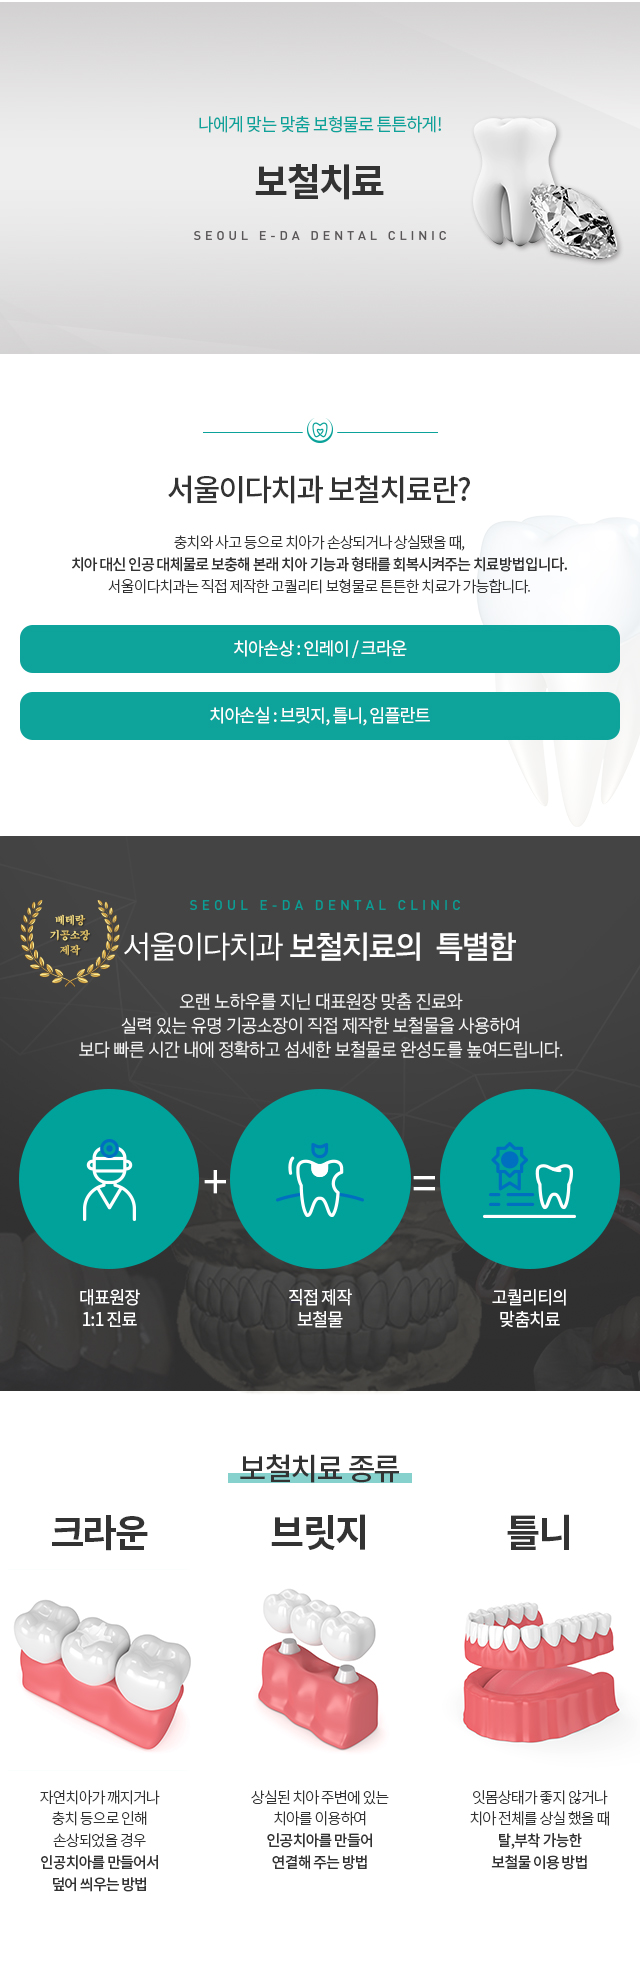 나에게 맞는 맞춤 보형물로 튼튼하게!
보철치료
SEOUL E-DA DENTAL CLINIC
서울이다치과 보철치료란?
충치와 사고 등으로 치아가 손상되거나 상실됐을 때,
치아 대신 인공 대체물로 보충해 본래 치아 기능과 형태를 회복시켜주는 치료방법입니다.
서울이다치과는 직접 제작한 고퀄리티 보형물로 튼튼한 치료가 가능합니다.
치아손상 : 인레이 / 크라운
치아손실 : 브릿지, 틀니, 임플란트
SEOUL E-DA DENTAL CLINIC
베테랑
기공소장
제작
서울이다치과 보철치료의 특별함
오랜 노하우를 지닌 대표원장 맞춤 진료와
실력 있는 유명 기공소장이 직접 제작한 보철물을 사용하여
보다 빠른 시간 내에 정확하고 섬세한 보철물로 완성도를 높여드립니다.
+
=
대표원장
1:1 진료
직접 제작
보철물
고퀄리티의
맞춤치료
보철치료 종류
크라운
자연치아가 깨지거나
충치 등으로 인해
손상되었을 경우
인공치아를 만들어서
덮어 씌우는 방법
브릿지
상실된 치아 주변에 있는
치아를 이용하여
인공치아를 만들어
연결해 주는 방법
틀니
잇몸상태가 좋지 않거나
치아 전체를 상실 했을 때
탈,부착 가능한
보철물 이용 방법